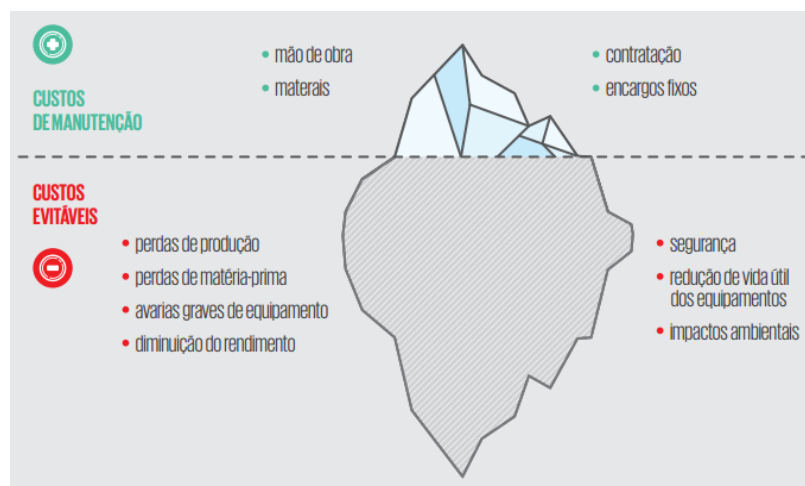 CUSTOS
DE MANUTENÇÃO
• mão de obra
• materais
• contratação
• encargos fixos
CUSTOS
EVITÁVEIS
• perdas de produção
• perdas de matéria-prima
• avarias graves de equipamento
• diminuição do rendimento
• segurança
• redução de vida útil
dos equipamentos
• impactos ambientais